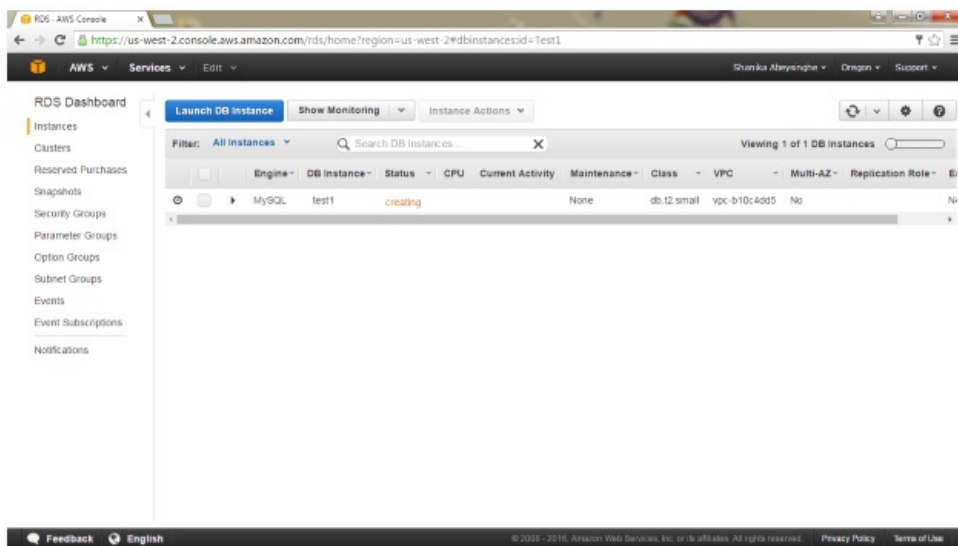 RDS - AWS Console
https://us-west-2.console.aws.amazon.com/rds/home?region=us-west-2#dbinstances:id=Test1
AWS Services Edit Shanika Abeysinghe Oregon Support
RDS Dashboard
Instances
Clusters
Reserved Purchases
Snapshots
Security Groups
Parameter Groups
Option Groups
Subnet Groups
Events
Event Subscriptions
Notifications
Launch DB Instance Show Monitoring Instance Actions
Filter: All Instances Search DB Instances... X Viewing 1 of 1 DB Instances
Engine DB Instance Status CPU Current Activity Maintenance Class VPC Multi-AZ Replication Role
MySQL test1 creating None db.t2.small vpc-b10c4dd5 No
Feedback English © 2008 - 2016, Amazon Web Services, Inc. or its affiliates. All rights reserved. Privacy Policy Terms of Use